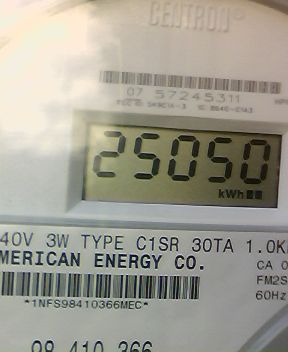 CENTRON®
07 57245311
25050
kWh
40V 3W TYPE C1SR 30TA 1.0K
MERICAN ENERGY CO.
CA 0
FM2S
*1NFS98410366MEC*
60Hz
98 410 366